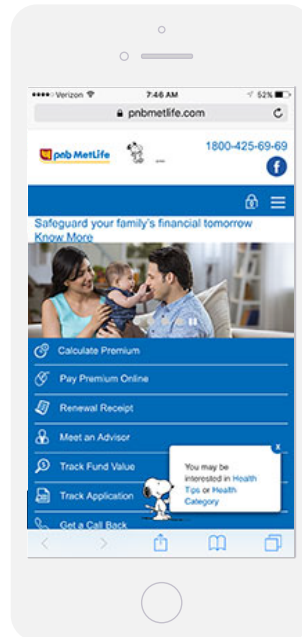 Verizon 7:46 AM 52%
pnbmetlife.com
pnb MetLife
1800-425-69-69
f
Safeguard your family's financial tomorrow
Know More
Calculate Premium
Pay Premium Online
Renewal Receipt
Meet an Advisor
Track Fund Value
Track Application
Get a Call Back
x
You may be
interested in Health
Tips or Health
Category